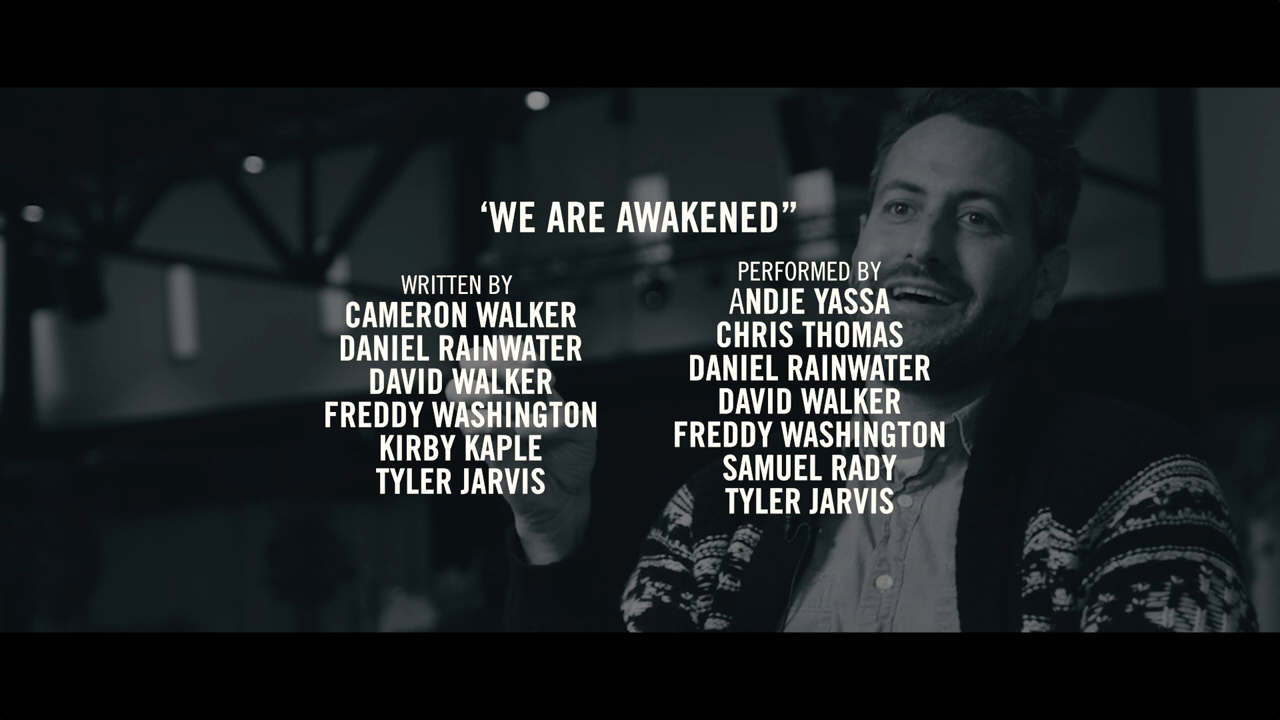 ‘WE ARE AWAKENED”
WRITTEN BY
CAMERON WALKER
DANIEL RAINWATER
DAVID WALKER
FREDDY WASHINGTON
KIRBY KAPLE
TYLER JARVIS
PERFORMED BY
ANDJE YASSA
CHRIS THOMAS
DANIEL RAINWATER
DAVID WALKER
FREDDY WASHINGTON
SAMUEL RADY
TYLER JARVIS